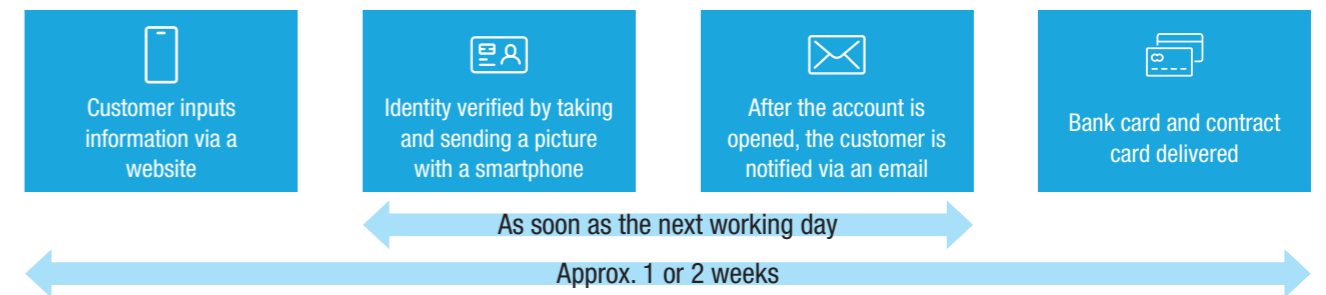 Customer inputs
information via a
website
Identity verified by taking
and sending a picture
with a smartphone
After the account is
opened, the customer is
notified via an email
Bank card and contract
card delivered
As soon as the next working day
Approx. 1 or 2 weeks